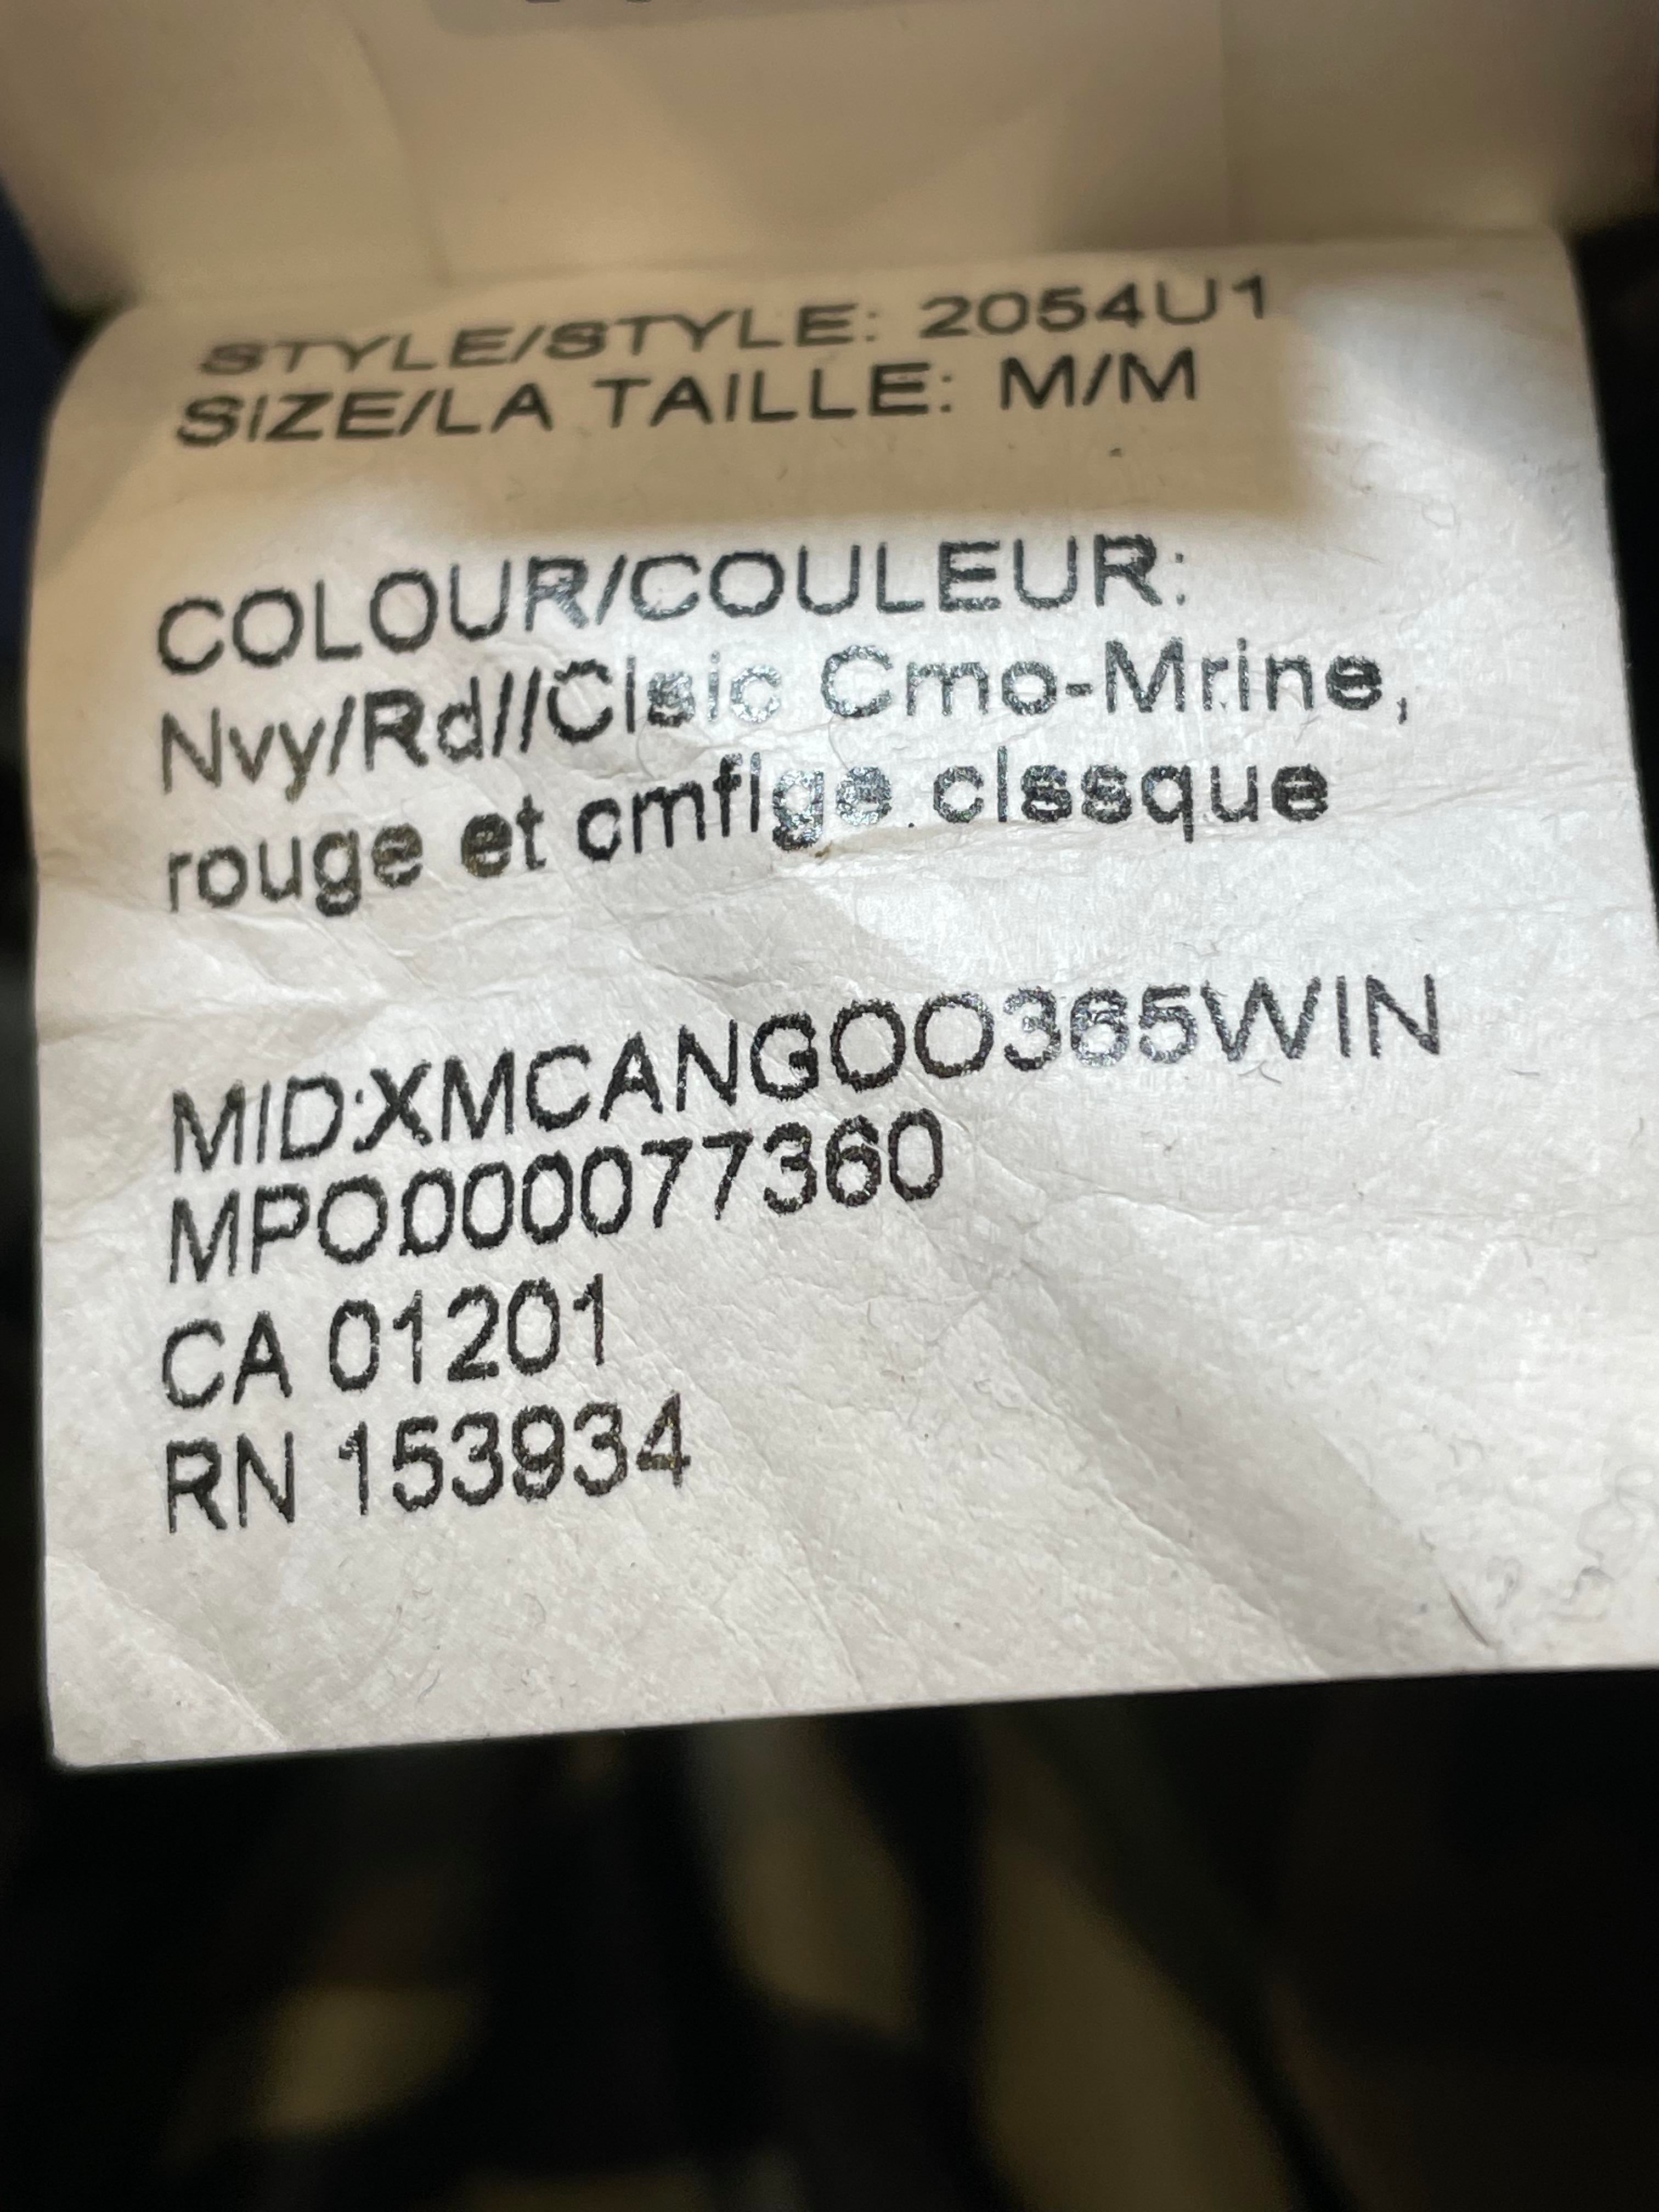 STYLE/STYLE: 2054U1
SIZE/LA TAILLE: M/M
COLOUR/COULEUR:
Nvy/Rd//Clsic Cmo-Mrine,
rouge et cmflge clssque
MID:XMCANGOO365WIN
MPO000077360
CA 01201
RN 153934